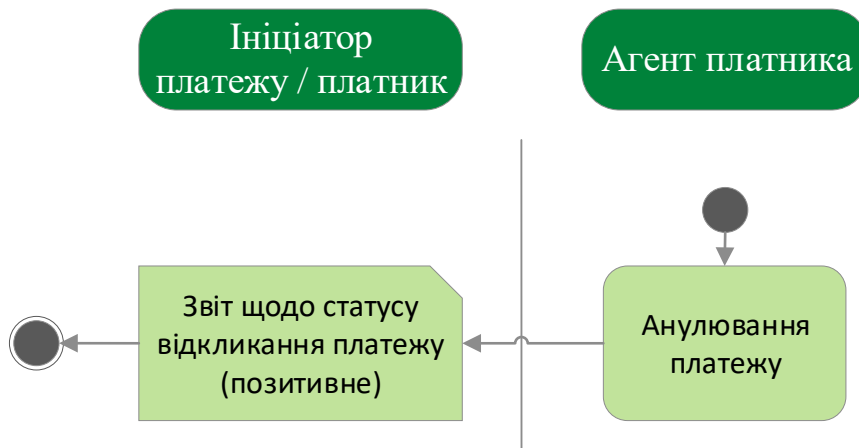 Ініціатор
платежу / платник
Агент платника
Звіт щодо статусу
відкликання платежу
(позитивне)
Анулювання
платежу